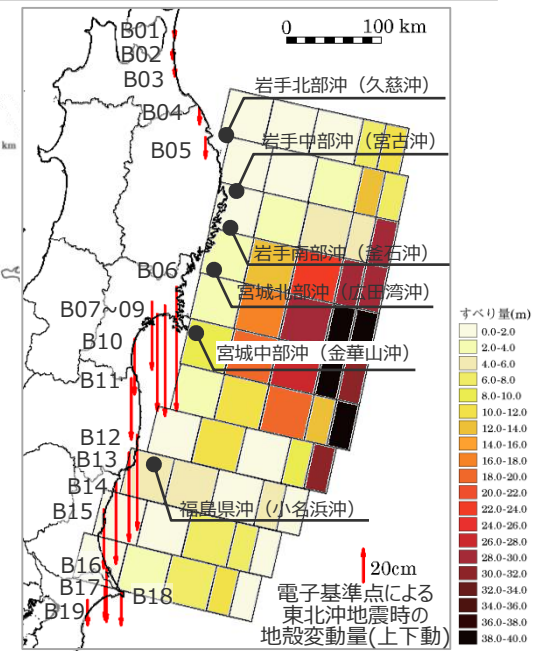 0 100 km
B01
B02
B03
B04
B05
km
岩手北部沖（久慈沖）
岩手中部沖（宮古沖）
岩手南部沖（釜石沖）
B06
宮城北部沖（広田湾沖）
B07~09
B10
宮城中部沖（金華山沖）
B11
B12
B13
B14
B15
福島県沖（小名浜沖）
B16
B17
B18
B19
20cm
電子基準点による
東北沖地震時の
地殻変動量(上下動)
すべり量(m)
0.0-2.0
2.0-4.0
4.0-6.0
6.0-8.0
8.0-10.0
10.0-12.0
12.0-14.0
14.0-16.0
16.0-18.0
18.0-20.0
20.0-22.0
22.0-24.0
24.0-26.0
26.0-28.0
28.0-30.0
30.0-32.0
32.0-34.0
34.0-36.0
36.0-38.0
38.0-40.0